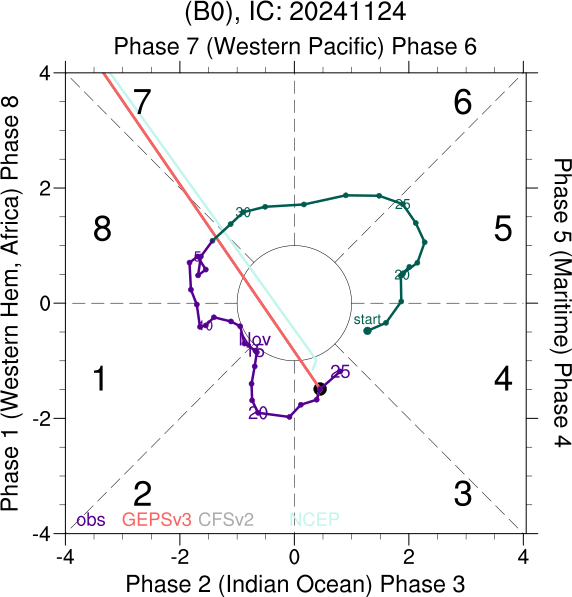 (B0), IC: 20241124
Phase 7 (Western Pacific) Phase 6
Phase 1 (Western Hem, Africa) Phase 8
4
2
0
-2
-4
7
6
8
5
1
4
2
3
30
25
20
start
5
10
Nov
15
25
20
obs
GEPSv3
CFSv2
NCEP
-4
-2
0
2
4
Phase 2 (Indian Ocean) Phase 3
Phase 5 (Maritime) Phase 4